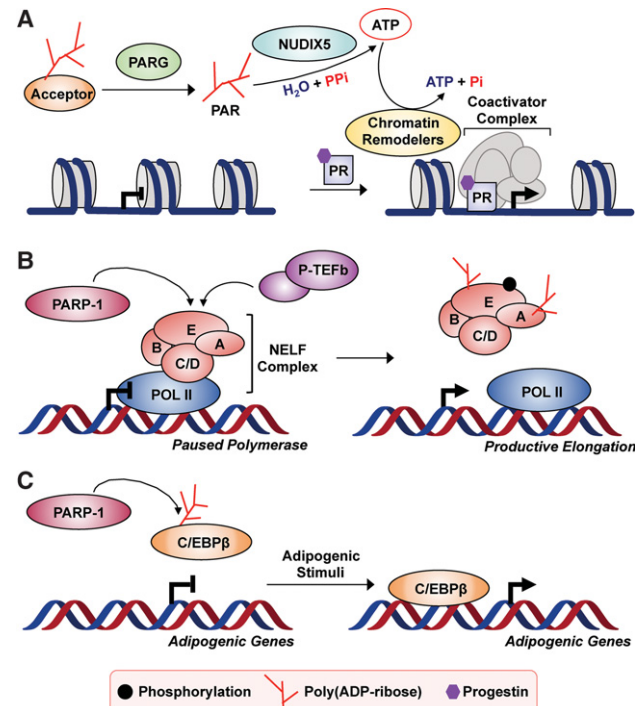 A
Acceptor
PARG
PAR
NUDIX5
H₂O + PPi
ATP
ATP + Pi
Chromatin
Remodelers
Coactivator
Complex
PR
PR
B
PARP-1
P-TEFb
E
B
A
C/D
POL II
NELF
Complex
Paused Polymerase
E
B
A
C/D
POL II
Productive Elongation
C
PARP-1
C/EBPβ
Adipogenic
Stimuli
Adipogenic Genes
C/EBPβ
Adipogenic Genes
Phosphorylation
Poly(ADP-ribose)
Progestin